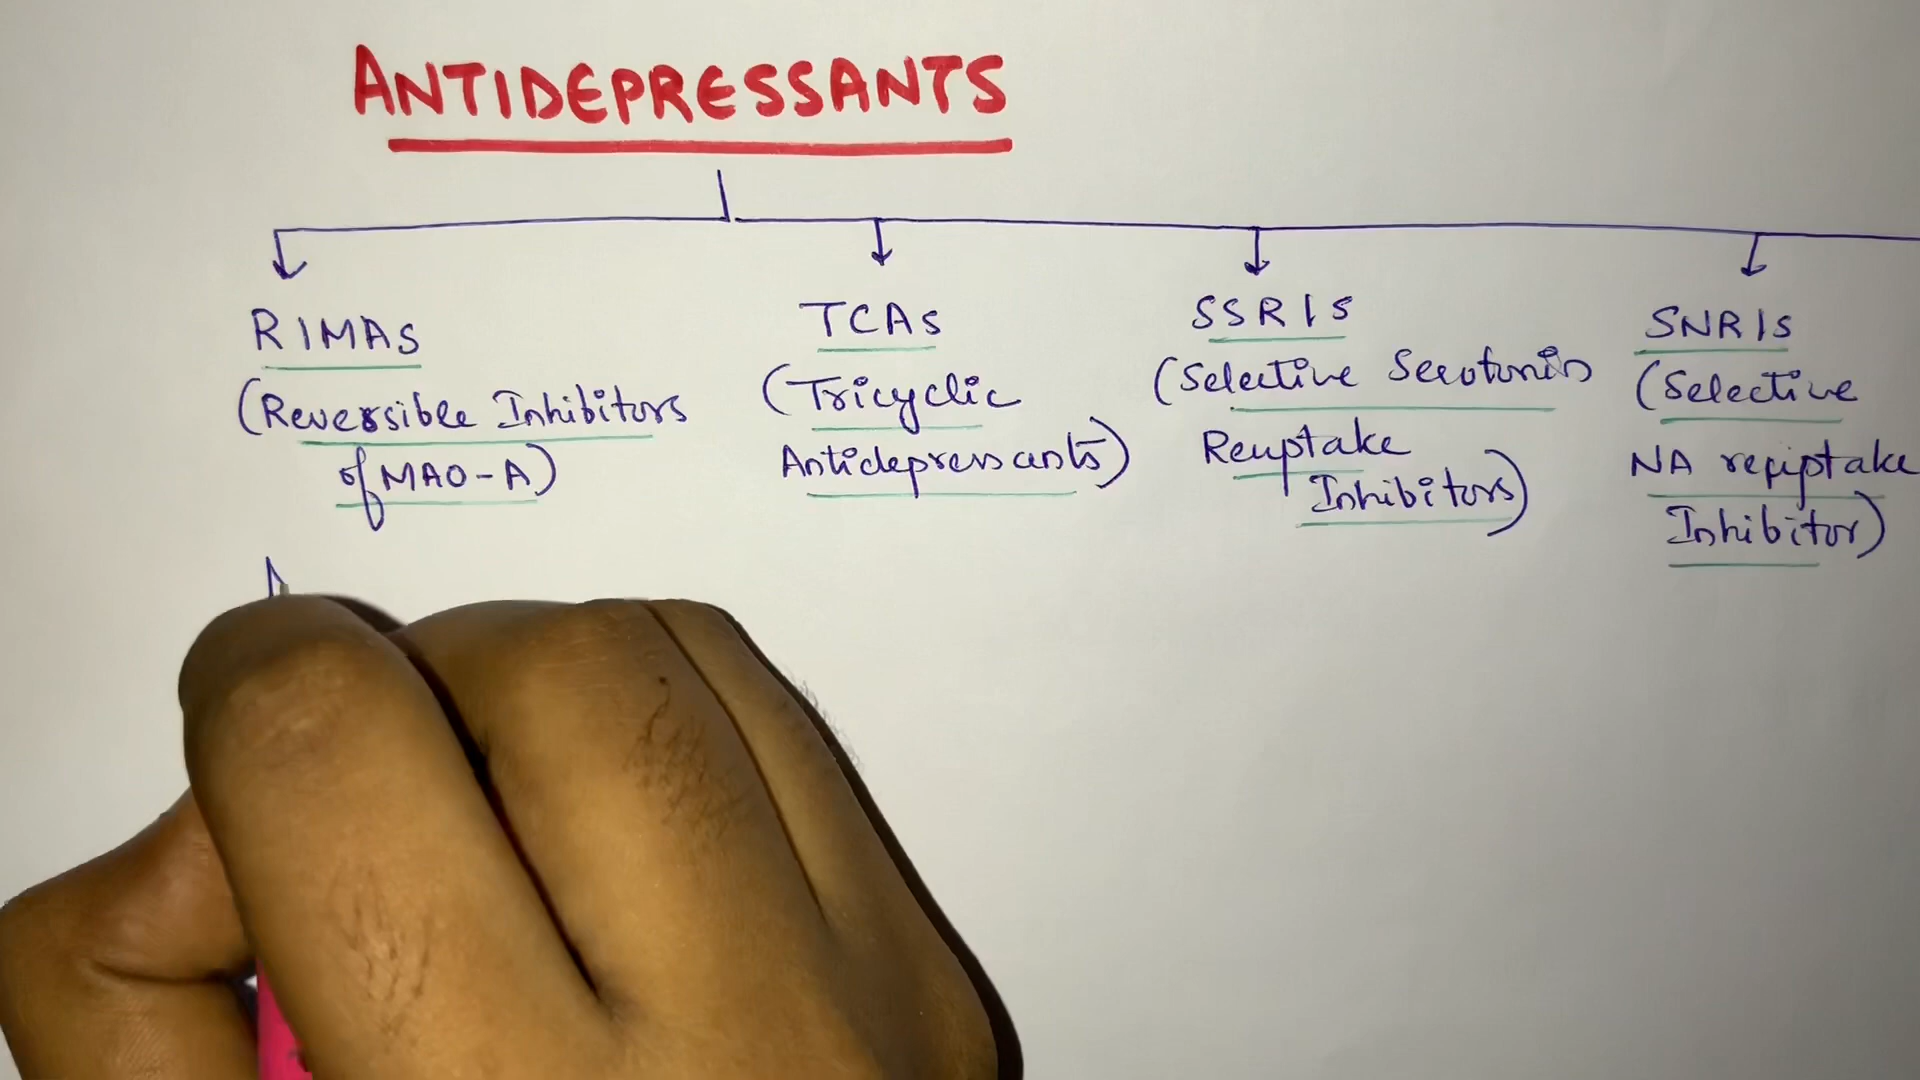 ANTIDEPRESSANTS
RIMAs
(Reversible Inhibitors
of MAO-A)
TCAs
(Tricyclic
Antidepressants)
SSRIs
(Selective Serotonin
Reuptake
Inhibitors)
SNRIs
(Selective
NA reuptake
Inhibitor)